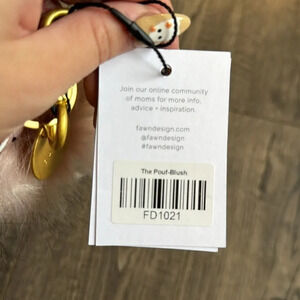 Join our online community
of moms for more info,
advice + inspiration.
fawndesign.com
@fawndesign
#fawndesign
The Pouf-Blush
FD1021